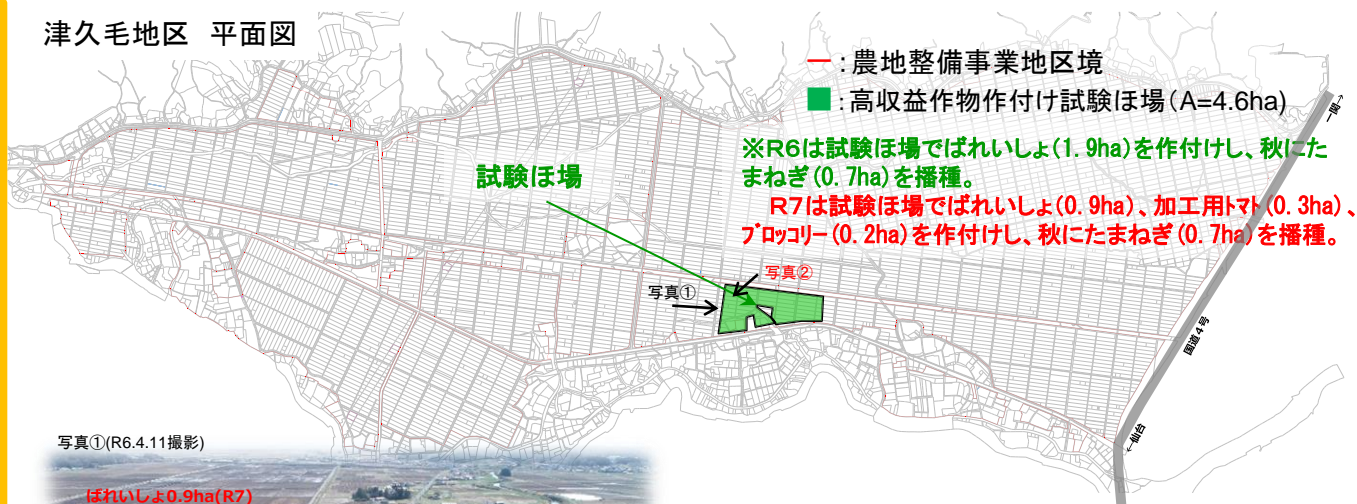 津久毛地区 平面図
:農地整備事業地区境
:高収益作物作付け試験ほ場(A=4.6ha)
※R6は試験ほ場でばれいしょ(1.9ha)を作付けし、秋にた
まねぎ(0.7ha)を播種。
R7は試験ほ場でばれいしょ(0.9ha)、加工用トマト(0.3ha)、
ブロッコリー(0.2ha)を作付けし、秋にたまねぎ(0.7ha)を播種。
試験ほ場
写真②
写真①
一関→
国道4号
←仙台
写真①(R6.4.11撮影)
ばれいしょ0.9ha(R7)